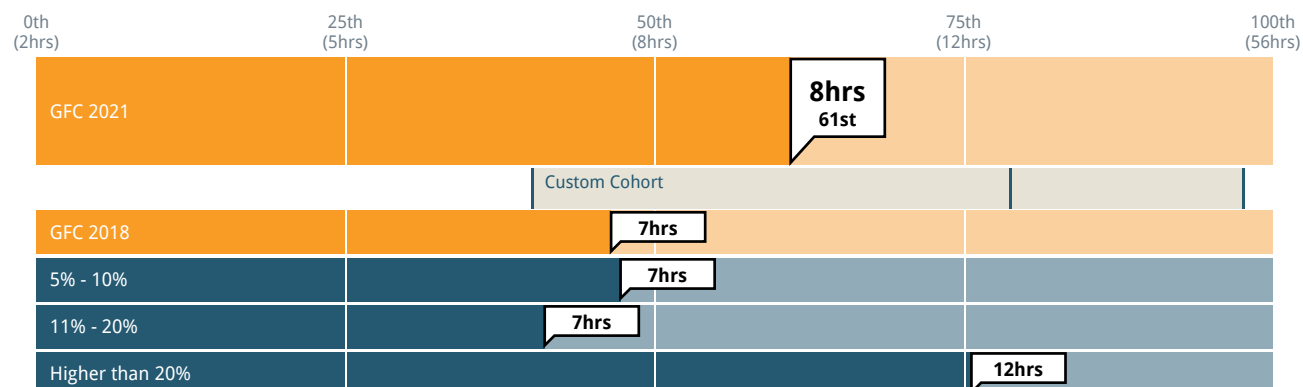 0th 25th 50th 75th 100th
(2hrs) (5hrs) (8hrs) (12hrs) (56hrs)
GFC 2021
8hrs
61st
Custom Cohort
GFC 2018 7hrs
5% - 10% 7hrs
11% - 20% 7hrs
Higher than 20% 12hrs